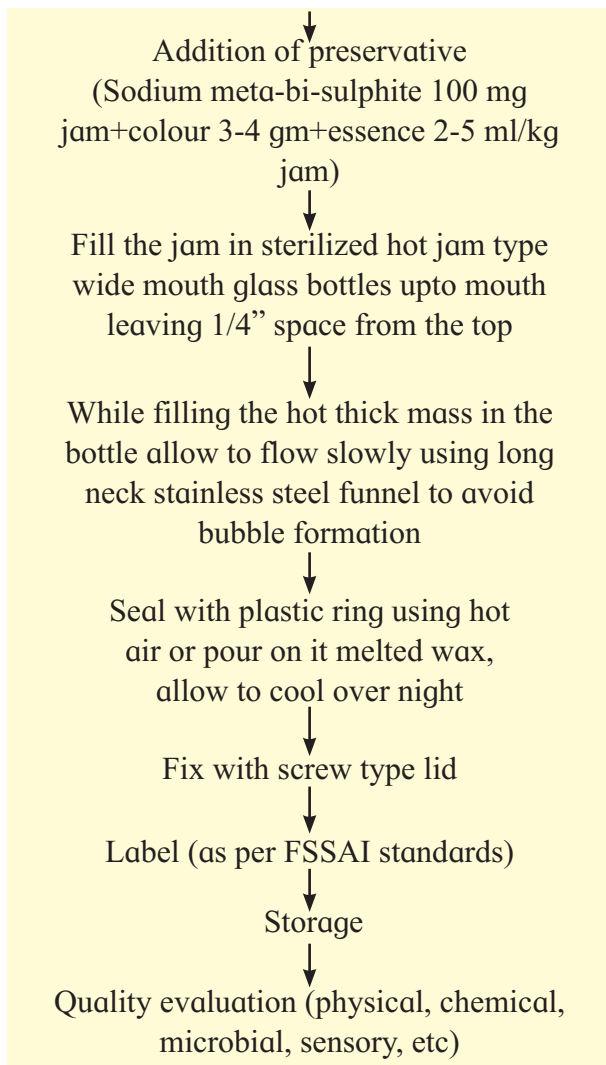 Addition of preservative
(Sodium meta-bi-sulphite 100 mg
jam+colour 3-4 gm+essence 2-5 ml/kg
jam)
Fill the jam in sterilized hot jam type
wide mouth glass bottles upto mouth
leaving 1/4” space from the top
While filling the hot thick mass in the
bottle allow to flow slowly using long
neck stainless steel funnel to avoid
bubble formation
Seal with plastic ring using hot
air or pour on it melted wax,
allow to cool over night
Fix with screw type lid
Label (as per FSSAI standards)
Storage
Quality evaluation (physical, chemical,
microbial, sensory, etc)